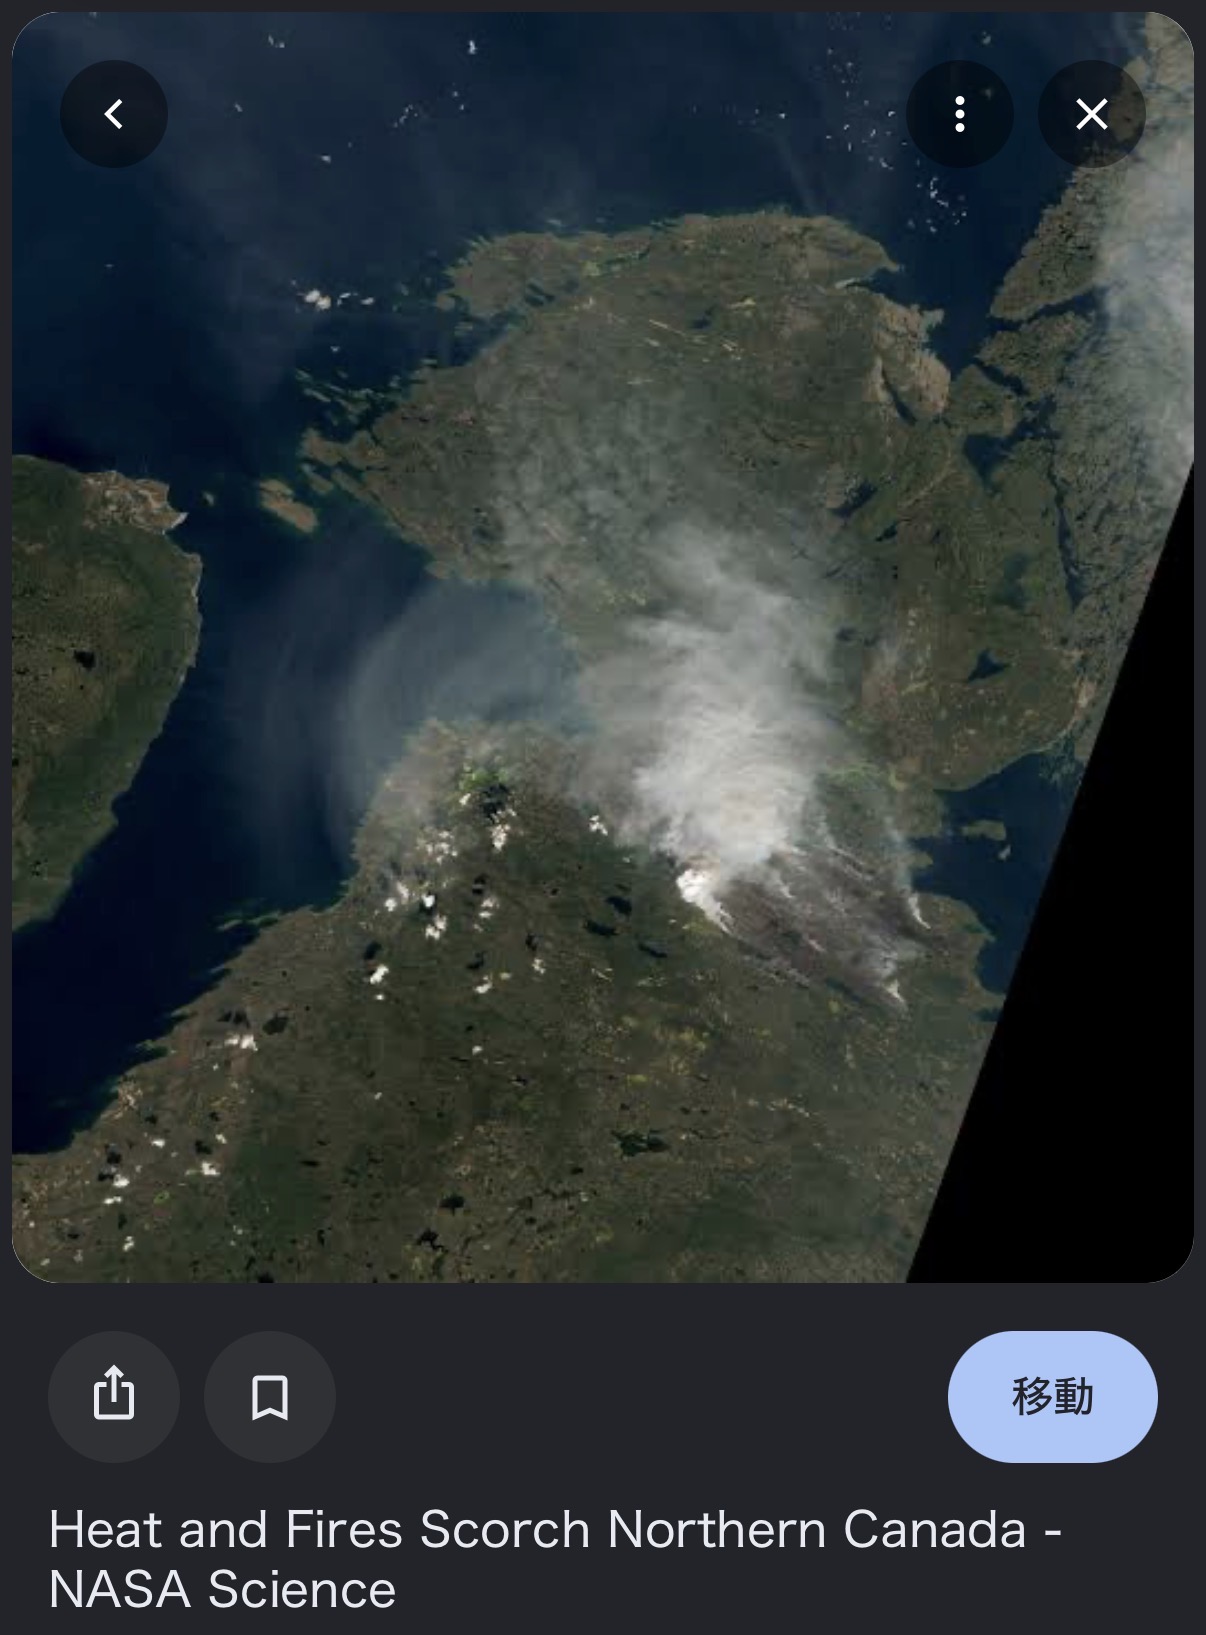 移動
Heat and Fires Scorch Northern Canada -
NASA Science